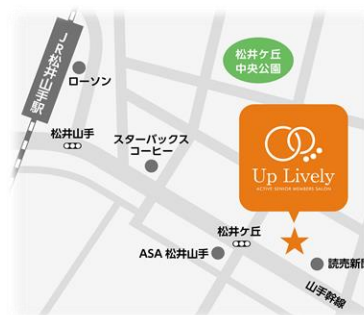 JR松井山手駅
ローソン
松井ケ丘
中央公園
松井山手
スターバックス
コーヒー
Up Lively
ACTIVE SENIOR MEMBERS SALON
松井ケ丘
ASA 松井山手
読売新聞
山手幹線